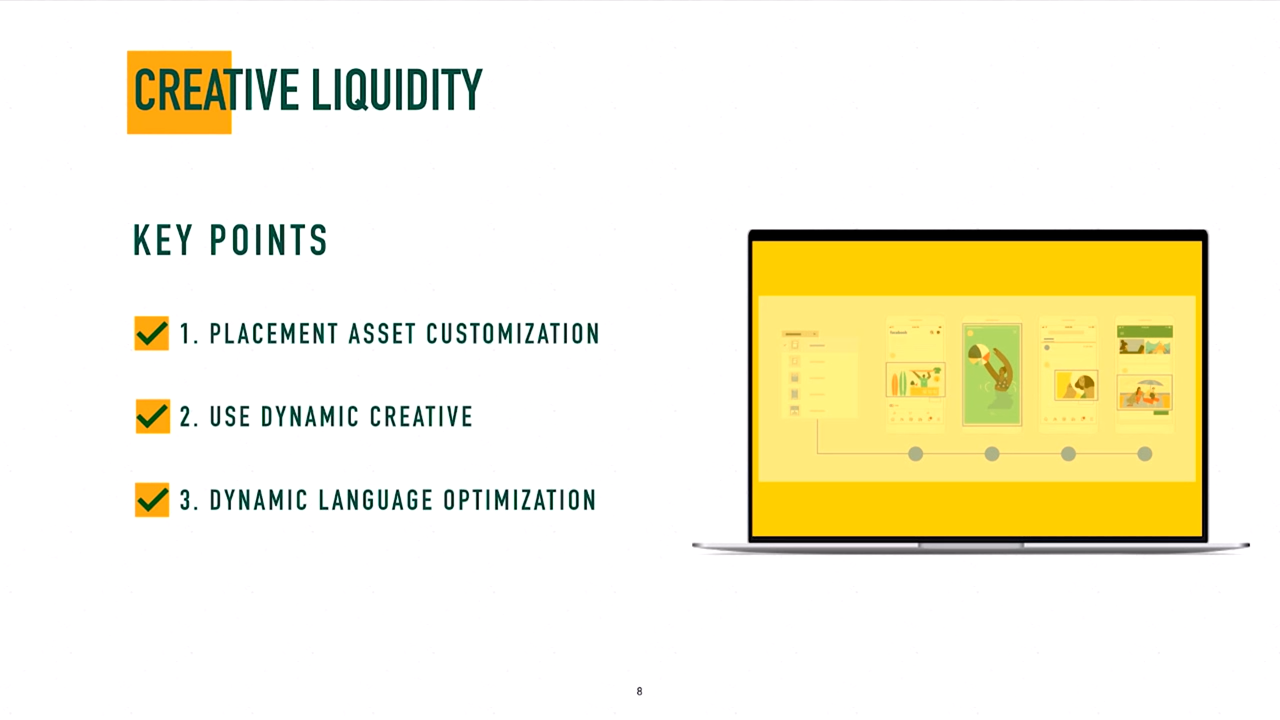 CREATIVE LIQUIDITY
KEY POINTS
1. PLACEMENT ASSET CUSTOMIZATION
2. USE DYNAMIC CREATIVE
3. DYNAMIC LANGUAGE OPTIMIZATION
8